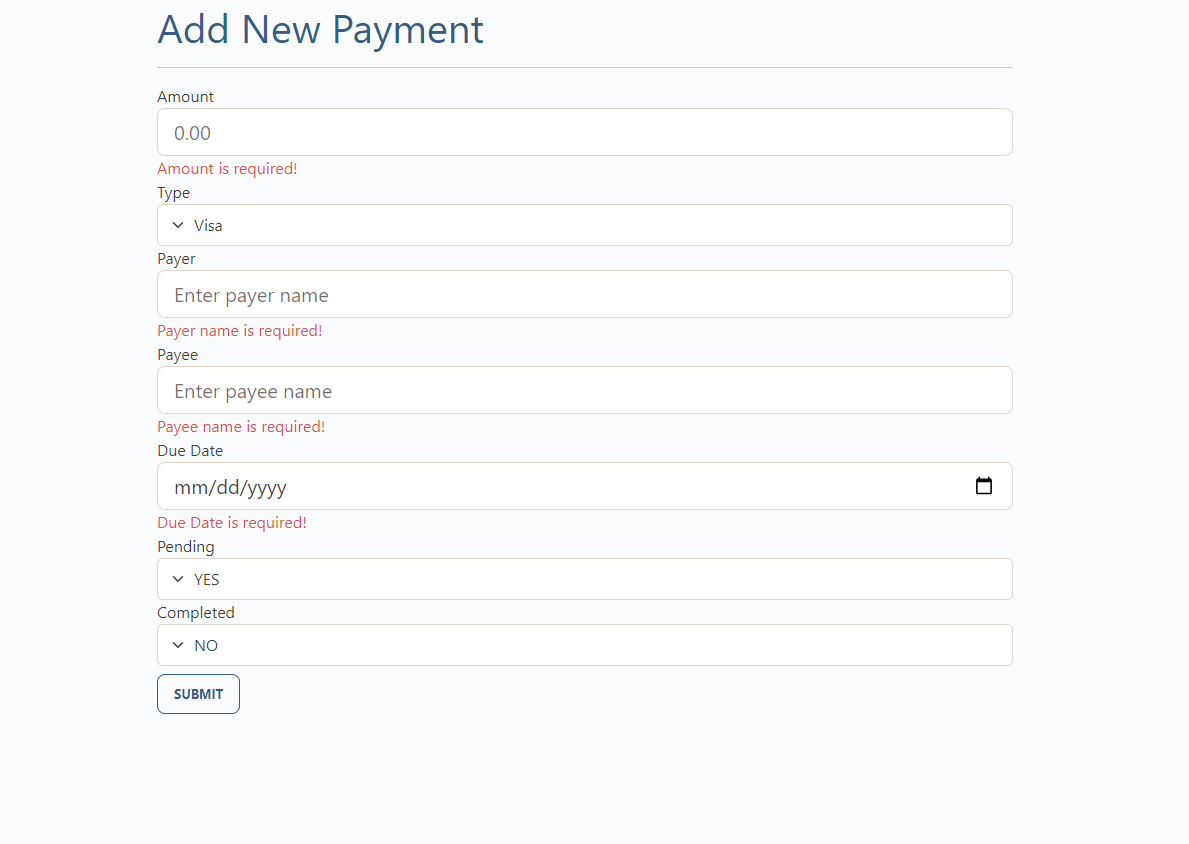 Add New Payment
Amount
0.00
Amount is required!
Type
Visa
Payer
Enter payer name
Payer name is required!
Payee
Enter payee name
Payee name is required!
Due Date
mm/dd/yyyy
Due Date is required!
Pending
YES
Completed
NO
SUBMIT